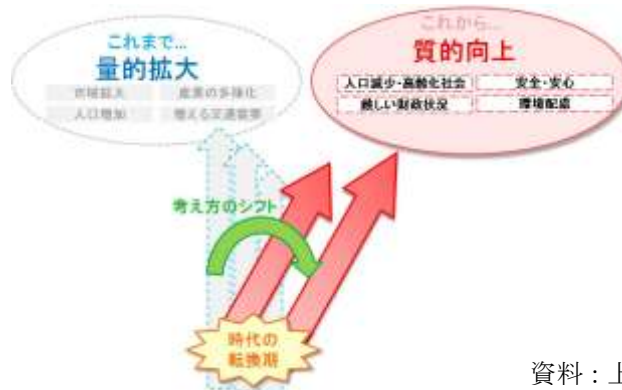 これまで...
量的拡大
市域拡大
産業の多様化
人口増加
増える交通需要
これから...
質的向上
人口減少・高齢化社会
安全・安心
厳しい財政状況
環境配慮
考え方のシフト
時代の
転換期
資料：上